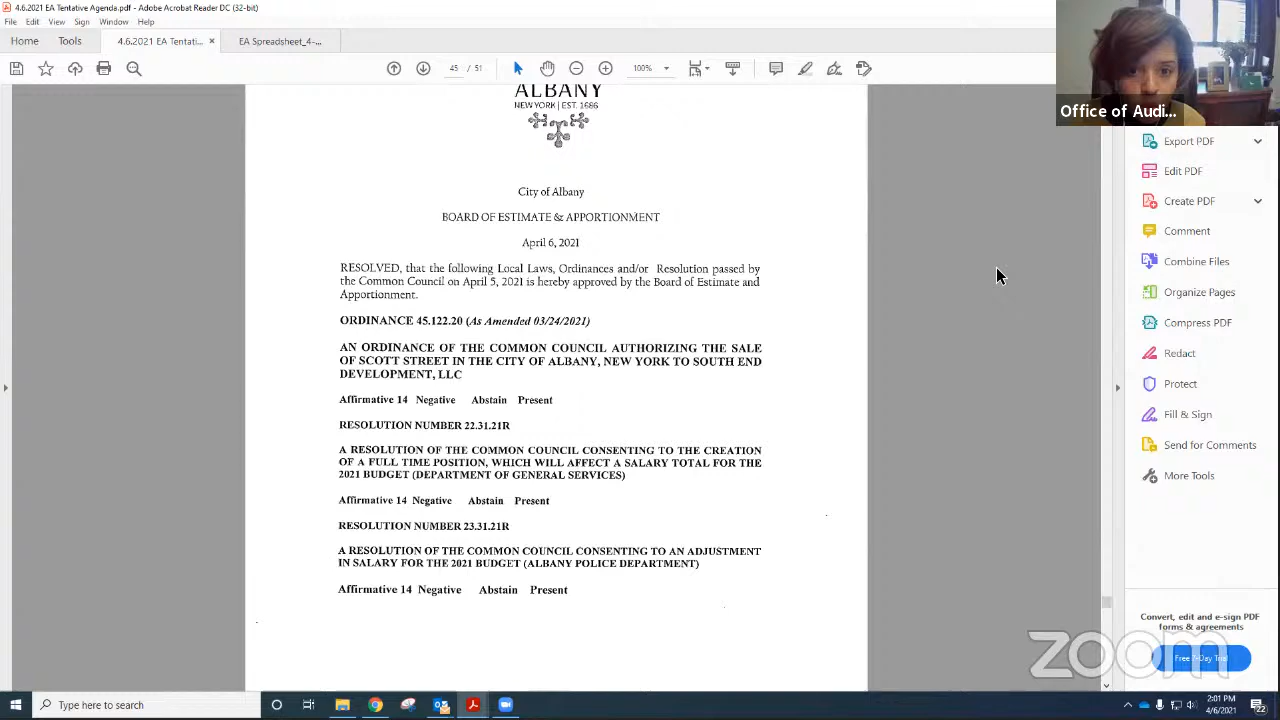 4.6.2021 EA Tentative Agenda.pdf - Adobe Acrobat Reader DC (32-bit)
File Edit View Sign Window Help
Home Tools 4.6.2021 EA Tentati... × EA Spreadsheet_4-...
45 / 51 100%
Office of Audi...
ALBANY
NEW YORK | EST. 1686
City of Albany
BOARD OF ESTIMATE & APPORTIONMENT
April 6, 2021
RESOLVED, that the following Local Laws, Ordinances and/or Resolution passed by
the Common Council on April 5, 2021 is hereby approved by the Board of Estimate and
Apportionment.
ORDINANCE 45.122.20 (As Amended 03/24/2021)
AN ORDINANCE OF THE COMMON COUNCIL AUTHORIZING THE SALE
OF SCOTT STREET IN THE CITY OF ALBANY, NEW YORK TO SOUTH END
DEVELOPMENT, LLC
Affirmative 14 Negative Abstain Present
RESOLUTION NUMBER 22.31.21R
A RESOLUTION OF THE COMMON COUNCIL CONSENTING TO THE CREATION
OF A FULL TIME POSITION, WHICH WILL AFFECT A SALARY TOTAL FOR THE
2021 BUDGET (DEPARTMENT OF GENERAL SERVICES)
Affirmative 14 Negative Abstain Present
RESOLUTION NUMBER 23.31.21R
A RESOLUTION OF THE COMMON COUNCIL CONSENTING TO AN ADJUSTMENT
IN SALARY FOR THE 2021 BUDGET (ALBANY POLICE DEPARTMENT)
Affirmative 14 Negative Abstain Present
Export PDF
Edit PDF
Create PDF
Comment
Combine Files
Organize Pages
Compress PDF
Redact
Protect
Fill & Sign
Send for Comments
More Tools
Convert, edit and e-sign PDF
forms & agreements
Free 7-Day Trial
zoom
Type here to search
2:01 PM
4/6/2021
22